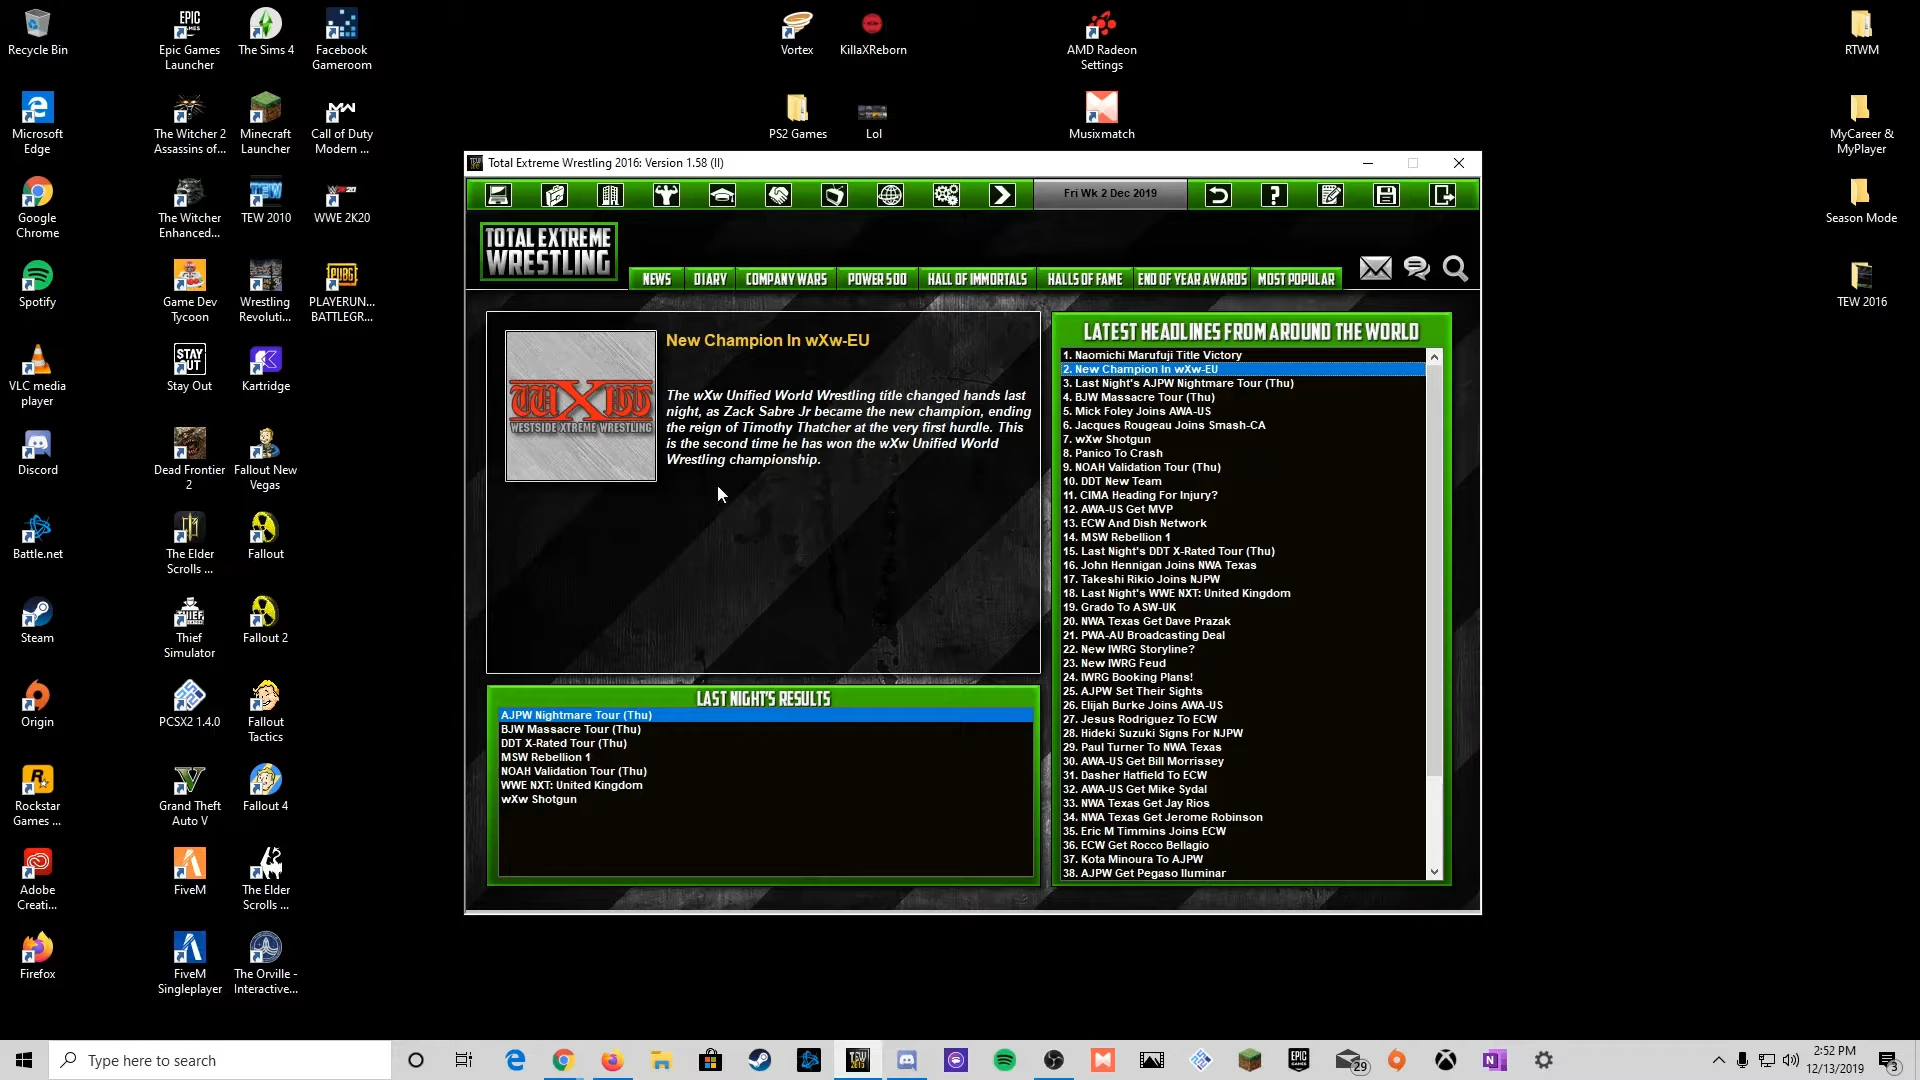 Recycle Bin
Epic Games
Launcher
The Sims 4
Facebook
Gameroom
Vortex
KillaXReborn
AMD Radeon
Settings
RTWM
Microsoft
Edge
The Witcher 2
Assassins of...
Minecraft
Launcher
Call of Duty
Modern ...
PS2 Games
Lol
Musixmatch
MyCareer &
MyPlayer
Google
Chrome
The Witcher
Enhanced...
TEW 2010
WWE 2K20
Season Mode
Spotify
Game Dev
Tycoon
Wrestling
Revoluti...
PLAYERUN...
BATTLEGR...
TEW 2016
VLC media
player
Stay Out
Kartridge
Discord
Dead Frontier
2
Fallout New
Vegas
Battle.net
The Elder
Scrolls ...
Fallout
Steam
Thief
Simulator
Fallout 2
Origin
PCSX2 1.4.0
Fallout
Tactics
Rockstar
Games ...
Grand Theft
Auto V
Fallout 4
Adobe
Creati...
FiveM
The Elder
Scrolls ...
Firefox
FiveM
Singleplayer
The Orville -
Interactive...
Total Extreme Wrestling 2016: Version 1.58 (II)
Fri Wk 2 Dec 2019
TOTAL EXTREME
WRESTLING
NEWS
DIARY
COMPANY WARS
POWER 500
HALL OF IMMORTALS
HALLS OF FAME
END OF YEAR AWARDS
MOST POPULAR
wXw
WESTSIDE XTREME WRESTLING
New Champion In wXw-EU
The wXw Unified World Wrestling title changed hands last
night, as Zack Sabre Jr became the new champion, ending
the reign of Timothy Thatcher at the very first hurdle. This
is the second time he has won the wXw Unified World
Wrestling championship.
LAST NIGHT'S RESULTS
AJPW Nightmare Tour (Thu)
BJW Massacre Tour (Thu)
DDT X-Rated Tour (Thu)
MSW Rebellion 1
NOAH Validation Tour (Thu)
WWE NXT: United Kingdom
wXw Shotgun
LATEST HEADLINES FROM AROUND THE WORLD
1. Naomichi Marufuji Title Victory
2. New Champion In wXw-EU
3. Last Night's AJPW Nightmare Tour (Thu)
4. BJW Massacre Tour (Thu)
5. Mick Foley Joins AWA-US
6. Jacques Rougeau Joins Smash-CA
7. wXw Shotgun
8. Panico To Crash
9. NOAH Validation Tour (Thu)
10. DDT New Team
11. CIMA Heading For Injury?
12. AWA-US Get MVP
13. ECW And Dish Network
14. MSW Rebellion 1
15. Last Night's DDT X-Rated Tour (Thu)
16. John Hennigan Joins NWA Texas
17. Takeshi Rikio Joins NJPW
18. Last Night's WWE NXT: United Kingdom
19. Grado To ASW-UK
20. NWA Texas Get Dave Prazak
21. PWA-AU Broadcasting Deal
22. New IWRG Storyline?
23. New IWRG Feud
24. IWRG Booking Plans!
25. AJPW Set Their Sights
26. Elijah Burke Joins AWA-US
27. Jesus Rodriguez To ECW
28. Hideki Suzuki Signs For NJPW
29. Paul Turner To NWA Texas
30. AWA-US Get Bill Morrissey
31. Dasher Hatfield To ECW
32. AWA-US Get Mike Sydal
33. NWA Texas Get Jay Rios
34. NWA Texas Get Jerome Robinson
35. Eric M Timmins Joins ECW
36. ECW Get Rocco Bellagio
37. Kota Minoura To AJPW
38. AJPW Get Pegaso Iluminar
Type here to search
29
2:52 PM
12/13/2019
3